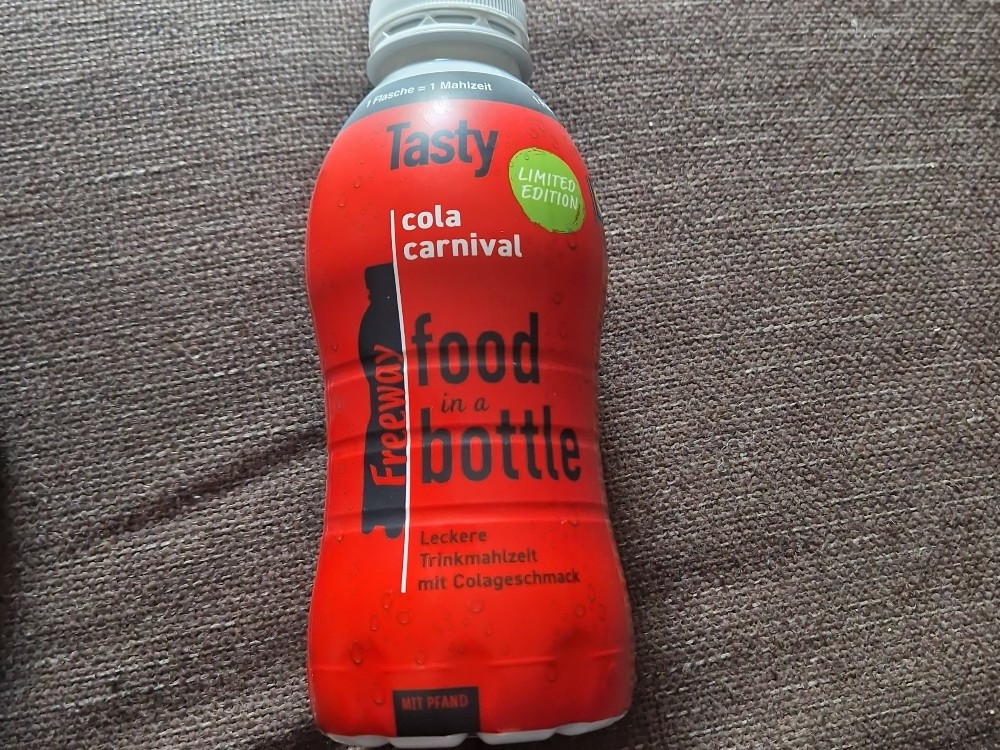 1 Flasche = 1 Mahlzeit
Tasty
LIMITED
EDITION
cola
carnival
Freeway
food
in a
bottle
Leckere
Trinkmahlzeit
mit Colageschmack
MIT PFAND